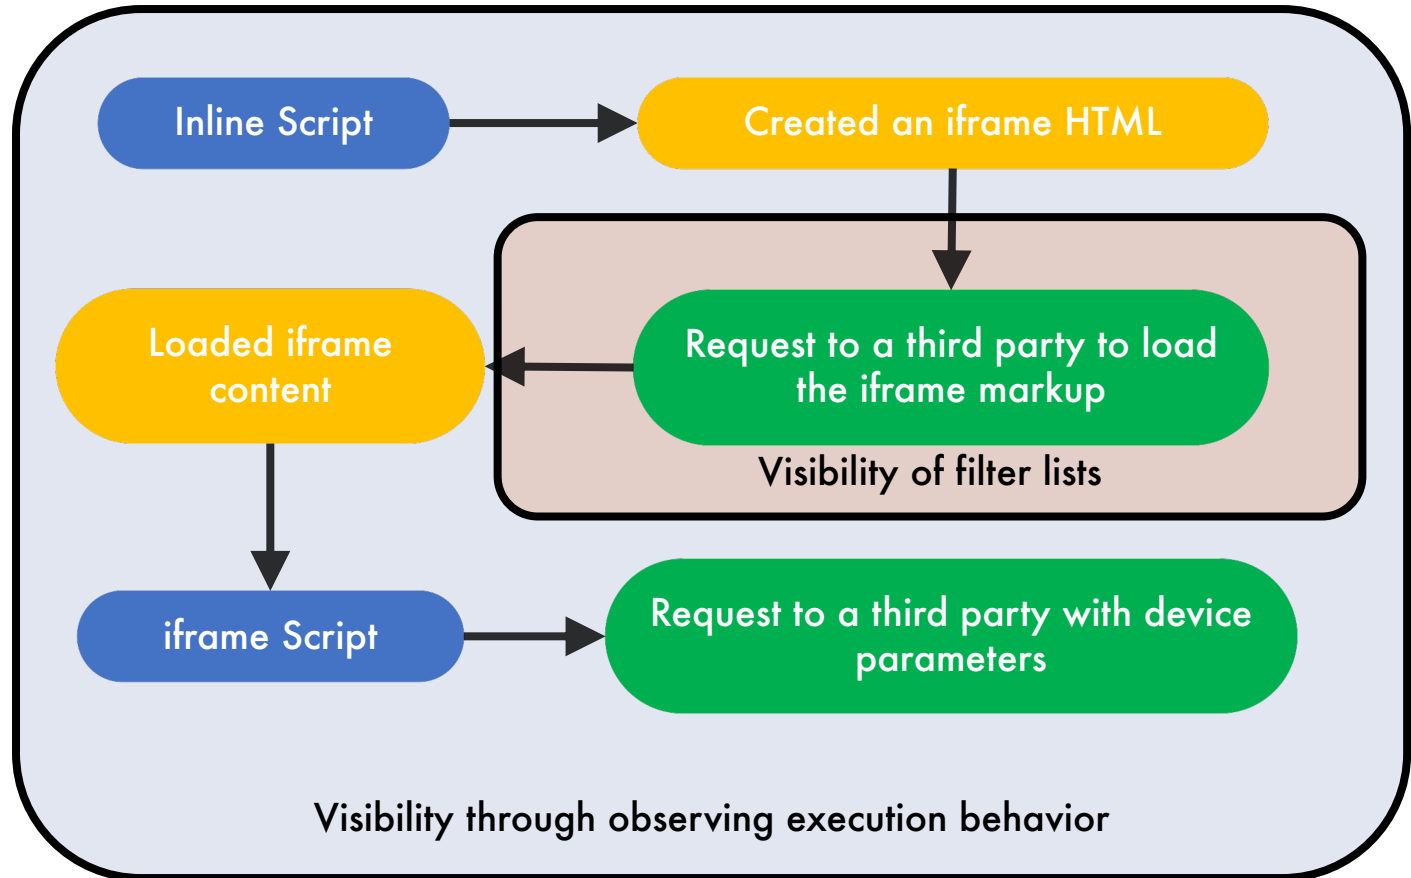 Inline Script
Created an iframe HTML
Request to a third party to load
the iframe markup
Visibility of filter lists
Loaded iframe
content
iframe Script
Request to a third party with device
parameters
Visibility through observing execution behavior